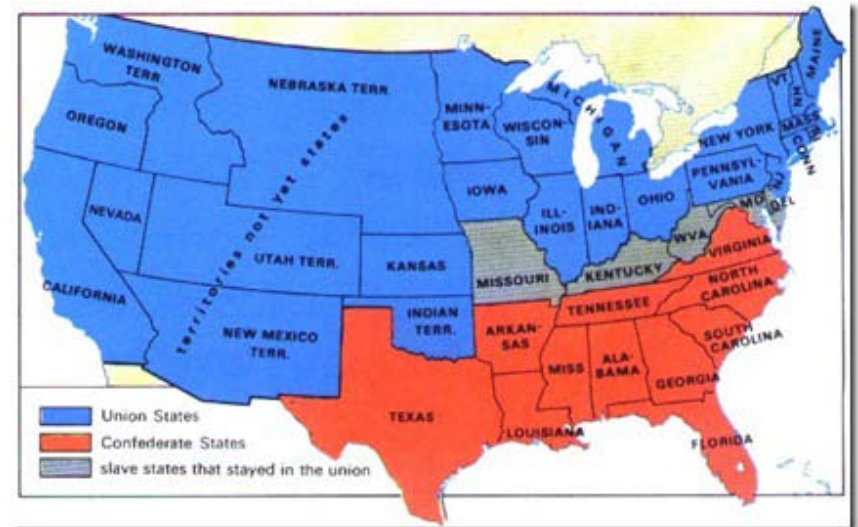 WASHINGTON
TERR.
OREGON
NEBRASKA TERR.
MINN-
ESOTA
WISCON-
SIN
MICHIGAN
VT.
NH
MAINE
NEW YORK
MASS
CONN
PENNSYL-
VANIA
NJ
IOWA
ILL-
INOIS
IND-
IANA
OHIO
MD
DEL
NEVADA
territories not yet states
UTAH TERR.
KANSAS
MISSOURI
KENTUCKY
WVA
VIRGINIA
CALIFORNIA
NEW MEXICO
TERR.
INDIAN
TERR.
ARKAN-
SAS
TENNESSEE
NORTH
CAROLINA
SOUTH
CAROLINA
MISS
ALA-
BAMA
GEORGIA
TEXAS
LOUISIANA
FLORIDA
Union States
Confederate States
slave states that stayed in the union